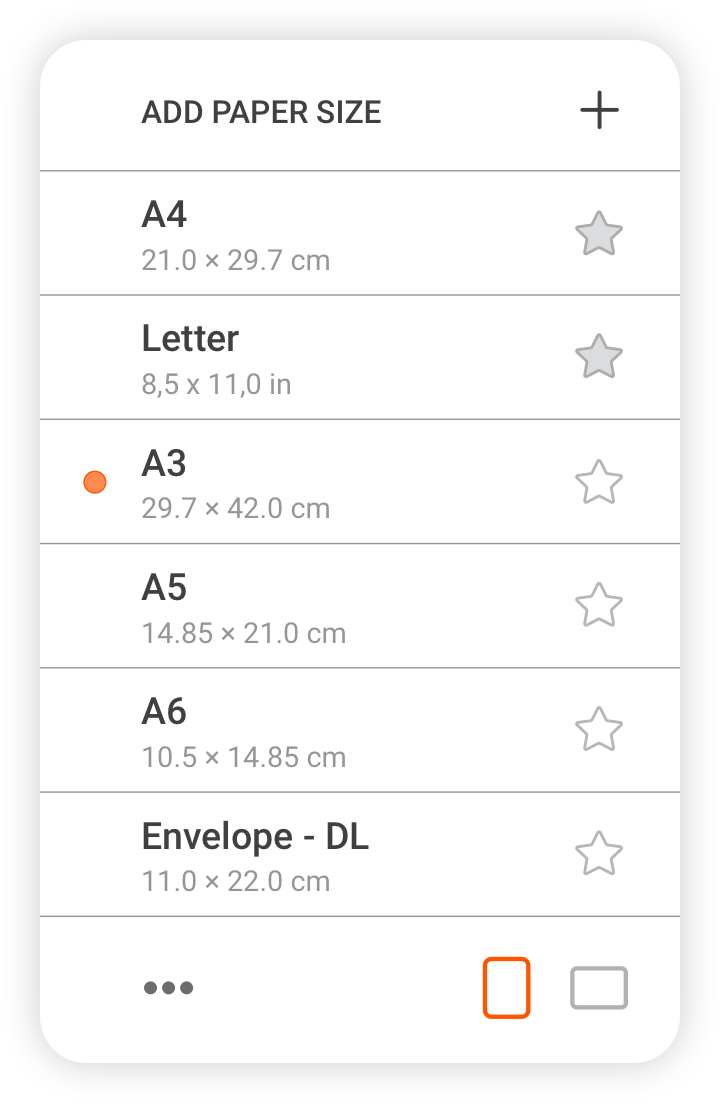 ADD PAPER SIZE
A4
21.0 × 29.7 cm
Letter
8,5 x 11,0 in
A3
29.7 × 42.0 cm
A5
14.85 × 21.0 cm
A6
10.5 × 14.85 cm
Envelope - DL
11.0 × 22.0 cm